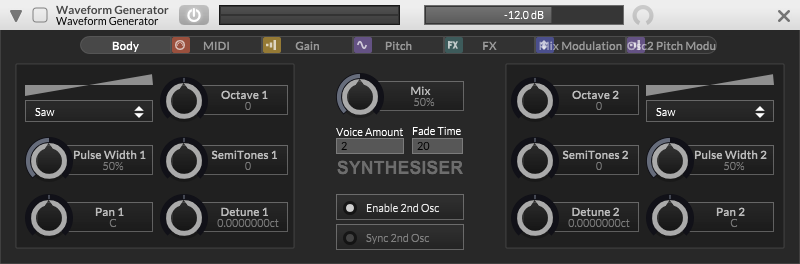 Waveform Generator
Waveform Generator
-12.0 dB
Body
MIDI
Gain
Pitch
FX
FX
Mix Modulation
Osc2 Pitch Modu
Saw
Octave 1
0
Mix
50%
Octave 2
0
Saw
Voice Amount
Fade Time
2
20
Pulse Width 1
50%
SemiTones 1
0
SYNTHESISER
SemiTones 2
0
Pulse Width 2
50%
Pan 1
C
Detune 1
0.0000000ct
Enable 2nd Osc
Sync 2nd Osc
Detune 2
0.0000000ct
Pan 2
C